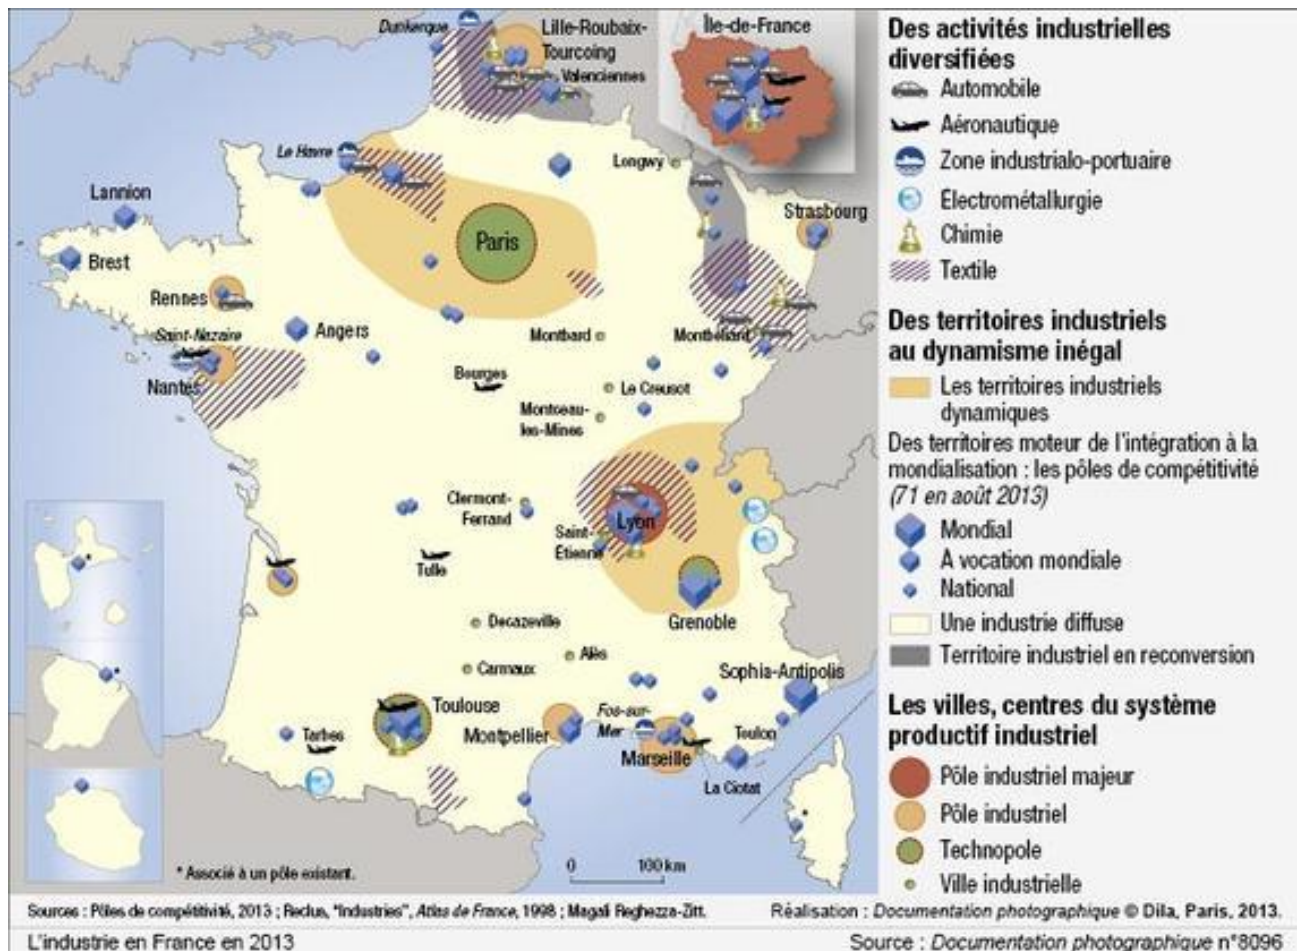 Dunkerque
Lille-Roubaix-
Tourcoing
Valenciennes
Île-de-France
Le Havre
Longwy
Lannion
Brest
Paris
Strasbourg
Rennes
Saint-Nazaire
Angers
Nantes
Montbard
Montbéliard
Bourges
Le Creusot
Montceau-
les-Mines
Clermont-
Ferrand
Lyon
Saint-
Étienne
Tulle
Grenoble
Decazeville
Alès
Carmaux
Sophia-Antipolis
Toulouse
Fos-sur-
Mer
Tarbes
Montpellier
Toulon
Marseille
La Ciotat
* Associé à un pôle existant.
0 100 km
Des activités industrielles
diversifiées
Automobile
Aéronautique
Zone industrialo-portuaire
Électrométallurgie
Chimie
Textile
Des territoires industriels
au dynamisme inégal
Les territoires industriels
dynamiques
Des territoires moteur de l'intégration à la
mondialisation : les pôles de compétitivité
(71 en août 2013)
Mondial
A vocation mondiale
National
Une industrie diffuse
Territoire industriel en reconversion
Les villes, centres du système
productif industriel
Pôle industriel majeur
Pôle industriel
Technopole
Ville industrielle
Sources : Pôles de compétitivité, 2013 ; Reclus, "Industries", Atlas de France, 1998 ; Magali Reghezza-Zitt.
Réalisation : Documentation photographique © Dila, Paris, 2013.
L'industrie en France en 2013
Source : Documentation photographique n°8096